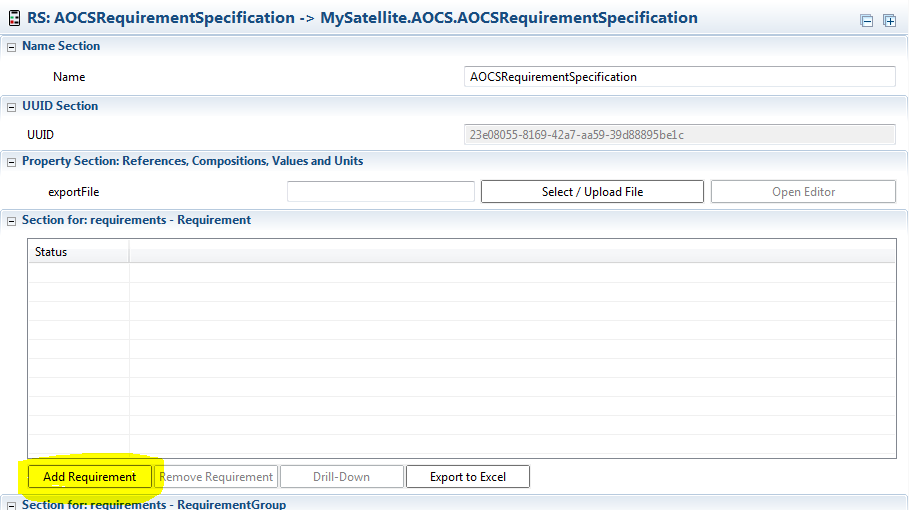 RS: AOCSRequirementSpecification -> MySatellite.AOCS.AOCSRequirementSpecification
Name Section
Name AOCSRequirementSpecification
UUID Section
UUID 23e08055-8169-42a7-aa59-39d88895be1c
Property Section: References, Compositions, Values and Units
exportFile Select / Upload File Open Editor
Section for: requirements - Requirement
Status
Add Requirement Remove Requirement Drill-Down Export to Excel
Section for: requirements - RequirementGroup